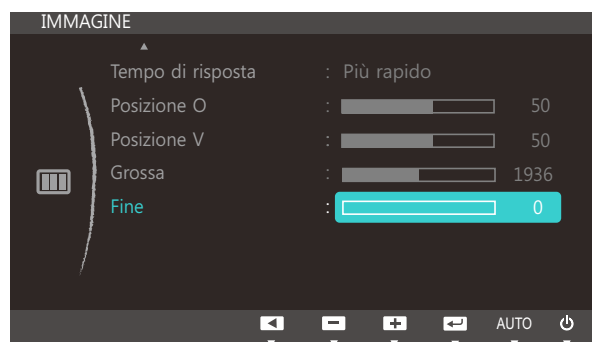 IMMAGINE
Tempo di risposta : Più rapido
Posizione O : 50
Posizione V : 50
Grossa : 1936
Fine : 0
AUTO